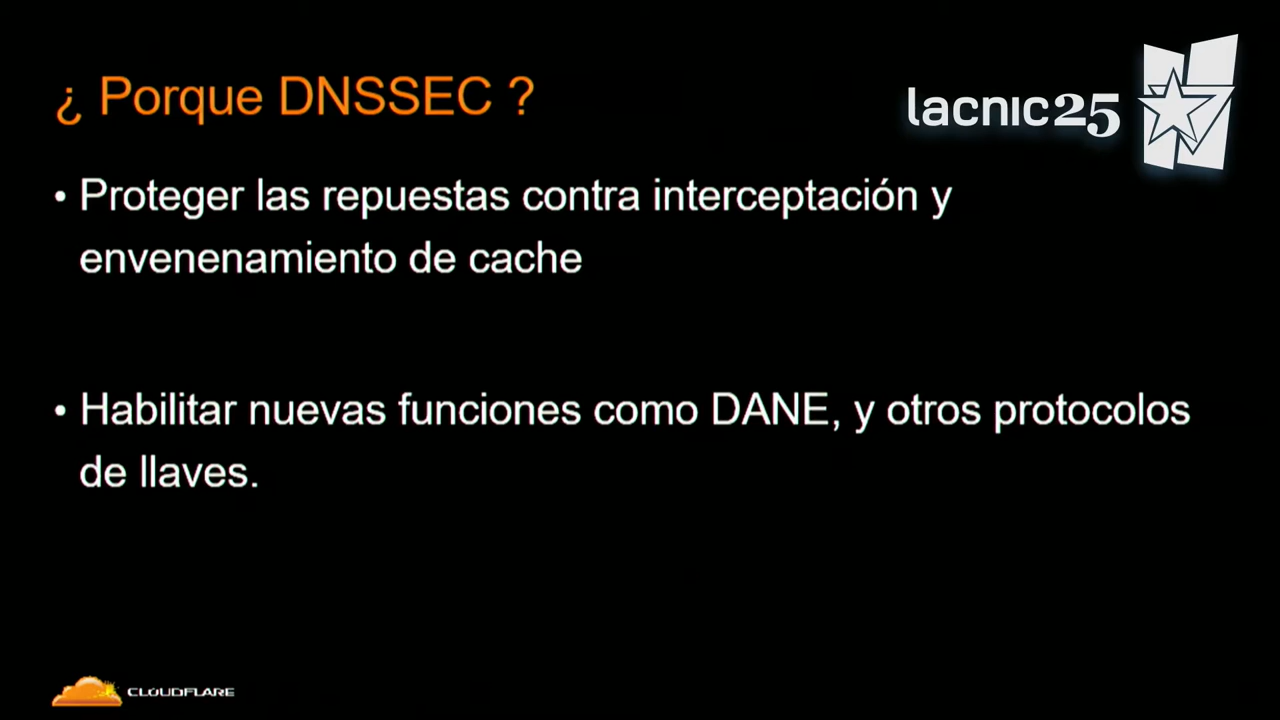 ¿ Porque DNSSEC ?
lacnic25
• Proteger las repuestas contra interceptación y
envenenamiento de cache
• Habilitar nuevas funciones como DANE, y otros protocolos
de llaves.
CLOUDFLARE